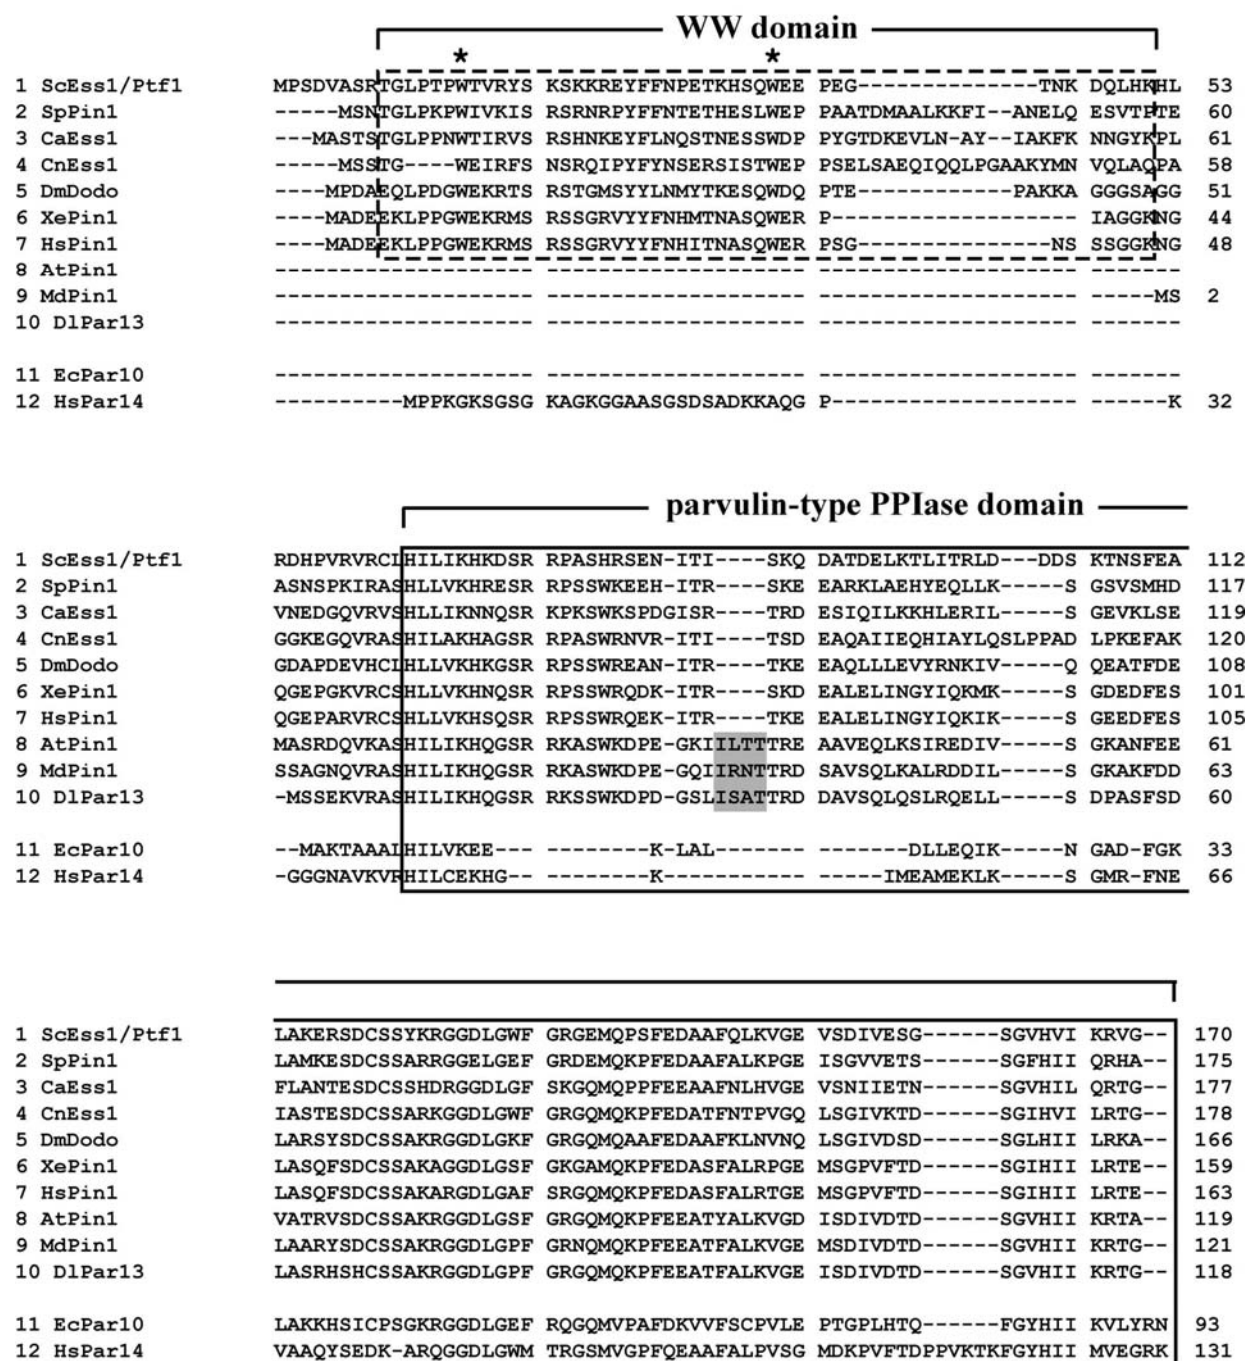 WW domain
* *
1 ScEss1/Ptf1 MPSDVASRTGLPTPWTVRYS KSKKREYFFNPETKHSQWEE PEG--------------TNK DQLHKHL 53
2 SpPin1 -----MSNTGLPKPWIVKIS RSRNRPYFFNTETHESLWEP PAATDMAALKKFI--ANELQ ESVTPTE 60
3 CaEss1 ---MASTSTGLPPNWTIRVS RSHNKEYFLNQSTNESSWDP PYGTDKEVLN-AY-IAKFK NNGYKPL 61
4 CnEss1 -----MSSTG----WEIRFS NSRQIPYFYNSERSISTWEP PSELSAEQIQQLPGAAKYMN VQLAQPA 58
5 DmDodo ----MPDAEQLPDGWEKRTS RSTGMSYYLNMYTKESQWDQ PTE------------PAKKA GGGSAGG 51
6 XePin1 ----MADEEKLPPGWEKRMS RSSGRVYYFNHMTNASQWER P--------------------IAGGKNG 44
7 HsPin1 ----MADEEKLPPGWEKRMS RSSGRVYYFNHITNASQWER PSG---------------NS SSGGKNG 48
8 AtPin1 -------------------- -------------------- -------------------- -------
9 MdPin1 -------------------- -------------------- -------------------- -----MS 2
10 DlPar13 -------------------- -------------------- -------------------- -------
11 EcPar10 -------------------- -------------------- -------------------- -------
12 HsPar14 ----------MPPKGKSGSG KAGKGGAASGSDSADKKAQGP P-------------------------K 32
parvulin-type PPIase domain
1 ScEss1/Ptf1 RDHPVRVRCLHILIKHKDSR RPASHRSEN-ITI----SKQ DATDELKTLITRLD---DDS KTNSFEA 112
2 SpPin1 ASNSPKIRASHLLVKHRESR RPSSWKEEH-ITR----SKE EARKLAEHYEQLLK-----S GSVSMHD 117
3 CaEss1 VNEDGQVRVSHLLIKNNQSR KPKSWKSPDGISR----TRD ESIQILKKHLERIL-----S GEVKLSE 119
4 CnEss1 GGKEGQVRASHILAKHAGSR RPASWRNVR-ITI----TSD EAQAIIEQHIAYLQSLPPAD LPKEFAK 120
5 DmDodo GDAPDEVHCLHLLVKHKGSR RPSSWREAN-ITR----TKE EAQLLLEVYRNKIV-----Q QEATFDE 108
6 XePin1 QGEPGKVRCSHLLVKHNQSR RPSSWRQDK-ITR----SKD EALELINGYIQKMK-----S GDEDFES 101
7 HsPin1 QGEPARVRCSHLLVKHSQSR RPSSWRQEK-ITR----TKE EALELINGYIQKIK-----S GEEDFES 105
8 AtPin1 MASRDQVKASHILIKHQGSR RKASWKDPE-GKIILTTTRE AAVEQLKSIREDIV-----S GKANFEE 61
9 MdPin1 SSAGNQVRASHILIKHQGSR RKASWKDPE-GQIIRNTTRD SAVSQLKALRDDIL-----S GKAKFDD 63
10 DlPar13 -MSSEKVRASHILIKHQGSR RKSSWKDPD-GSLISATTRD DAVSQLQSLRQELL-----S DPASFSD 60
11 EcPar10 --MAKTAAALHILVKEE--- --------K-LAL------- --------DLLEQIK-----N GAD-FGK 33
12 HsPar14 -GGGNAVKVRHILCEKHG-- --------K----------- ------IMEAMEKLK-----S GMR-FNE 66
1 ScEss1/Ptf1 LAKERSDCSSYKRGGDLGWF GRGEMQPSFEDAAFQLKVGE VSDIVESG------SGVHVI KRVG-- 170
2 SpPin1 LAMKESDCSSARRGGELGEF GRDEMQKPFEDAAFALKPGE ISGVVETS------SGFHII QRHA-- 175
3 CaEss1 FLANTESDCSSHDRGGDLGF SKGQMQPPFEEAAFNLHVGE VSNIIETN------SGVHIL QRTG-- 177
4 CnEss1 IASTESDCSSARKGGDLGWF GRGQMQKPFEDATFNTPVGQ LSGIVKTD------SGIHVI LRTG-- 178
5 DmDodo LARSYSDCSSAKRGGDLGKF GRGQMQAAFEDAAFKLNVNQ LSGIVDSD------SGLHII LRKA-- 166
6 XePin1 LASQFSDCSSAKAGGDLGSF GKGAMQKPFEDASFALRPGE MSGPVFTD------SGIHII LRTE-- 159
7 HsPin1 LASQFSDCSSAKARGDLGAF SRGQMQKPFEDASFALRTGE MSGPVFTD------SGIHII LRTE-- 163
8 AtPin1 VATRVSDCSSAKRGGDLGSF GRGQMQKPFEEATYALKVGD ISDIVDTD------SGVHII KRTA-- 119
9 MdPin1 LAARYSDCSSAKRGGDLGPF GRNQMQKPFEEATFALKVGE MSDIVDTD------SGVHII KRTG-- 121
10 DlPar13 LASRHSHCSSAKRGGDLGPF GRGQMQKPFEEATFALKVGE ISDIVDTD------SGVHII KRTG-- 118
11 EcPar10 LAKKHSICPSGKRGGDLGEF RQGQMVPAFDKVVFSCPVLE PTGPLHTQ------FGYHII KVLYRN 93
12 HsPar14 VAAQYSEDK-ARQGGDLGWM TRGSMVGPFQEAAFALPVSG MDKPVFTDPPVKTKFGYHII MVEGRK 131